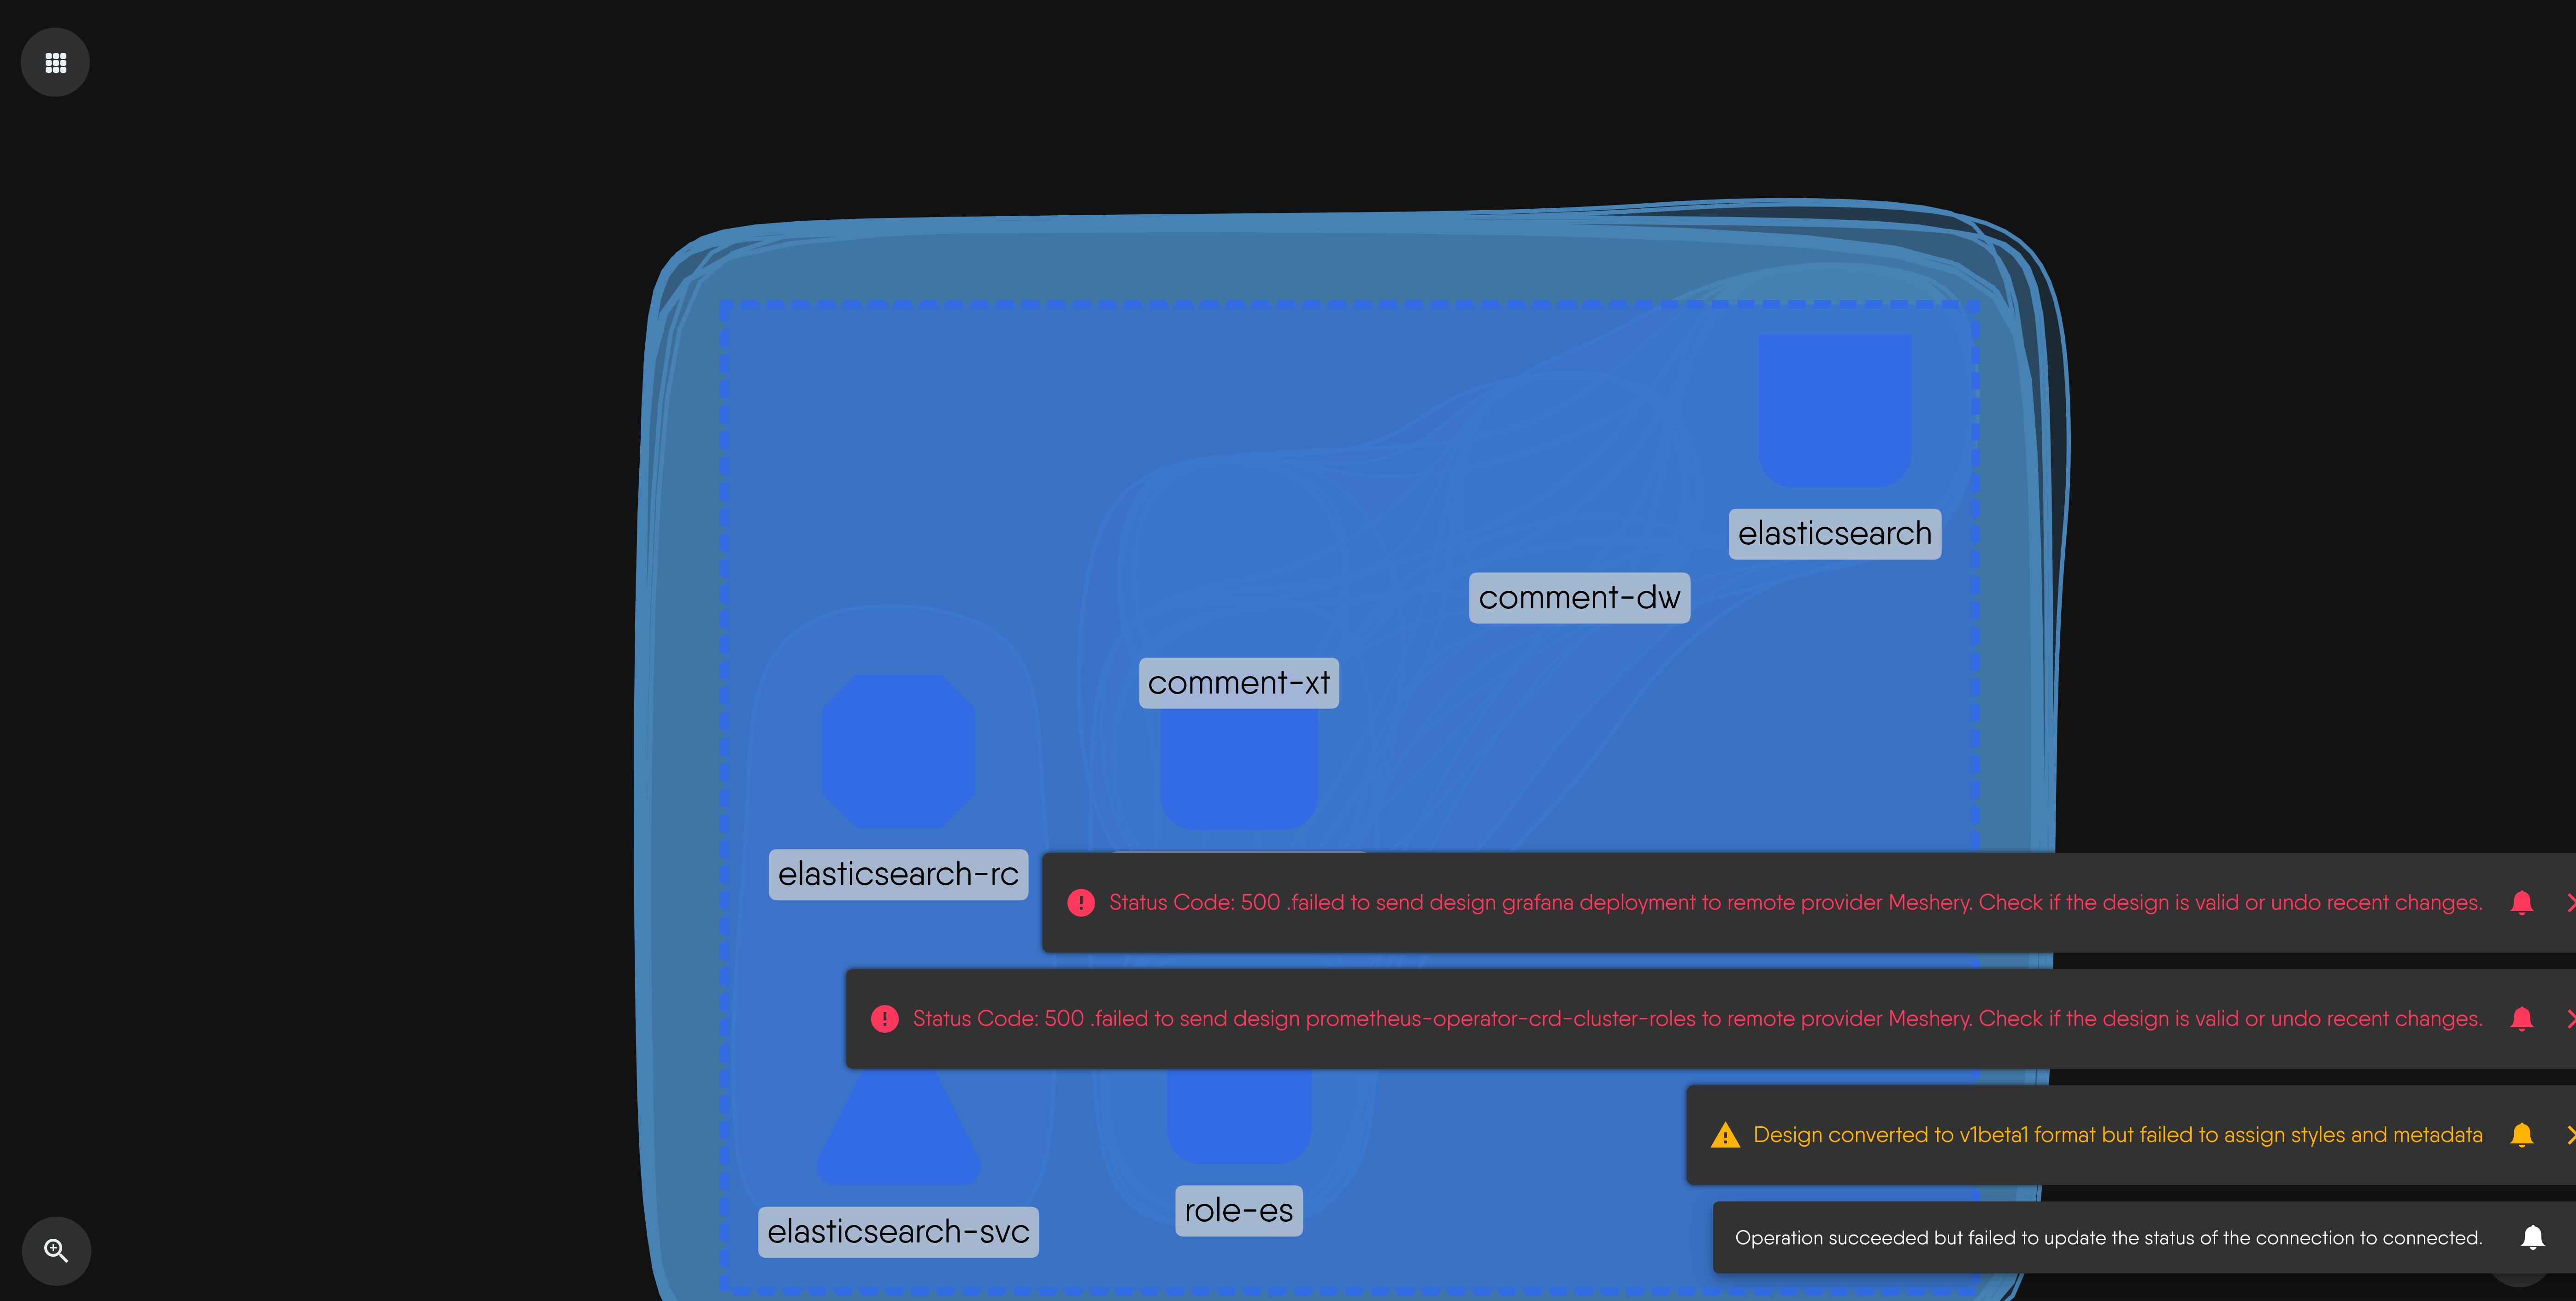 elasticsearch
comment-dw
comment-xt
elasticsearch-rc
Status Code: 500 .failed to send design grafana deployment to remote provider Meshery. Check if the design is valid or undo recent changes.
Status Code: 500 .failed to send design prometheus-operator-crd-cluster-roles to remote provider Meshery. Check if the design is valid or undo recent changes.
Design converted to v1beta1 format but failed to assign styles and metadata
role-es
elasticsearch-svc
Operation succeeded but failed to update the status of the connection to connected.